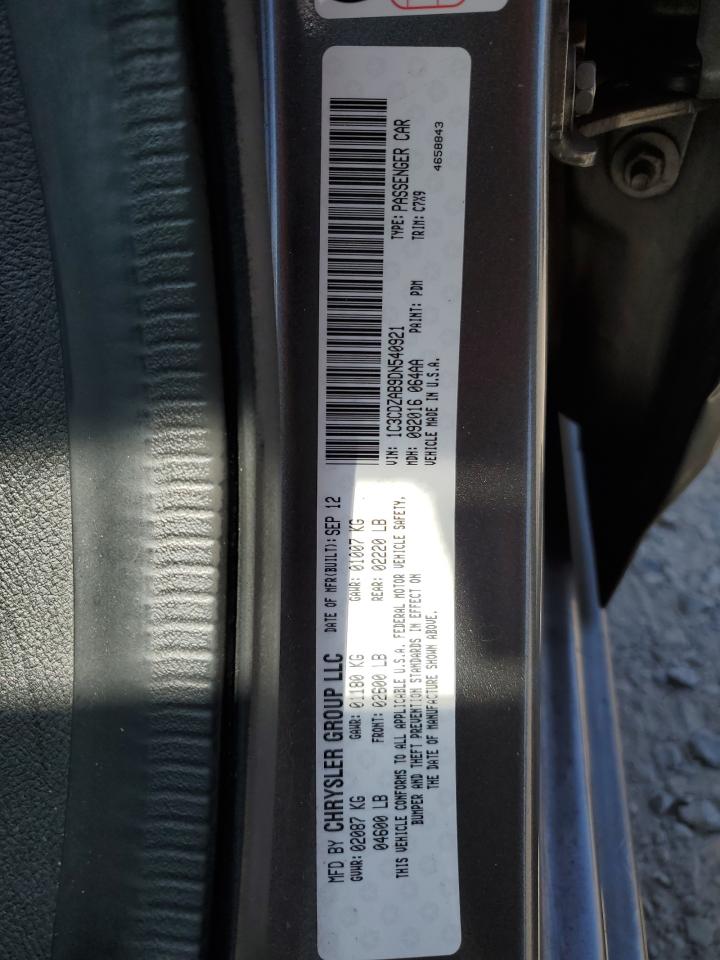 MFD BY CHRYSLER GROUP LLC DATE OF MFR(BUILT): SEP 12
GVWR: 02087 KG GAWR: 01180 KG GAWR: 01007 KG
04600 LB FRONT: 02600 LB REAR: 02220 LB
THIS VEHICLE CONFORMS TO ALL APPLICABLE U.S.A. FEDERAL MOTOR VEHICLE SAFETY,
BUMPER AND THEFT PREVENTION STANDARDS IN EFFECT ON
THE DATE OF MANUFACTURE SHOWN ABOVE.
VIN: 1C3CDZAB9DN540921 TYPE: PASSENGER CAR
MDH: 092016 064AA PAINT: PDM TRIM: C7X9
VEHICLE MADE IN U.S.A.
4658843